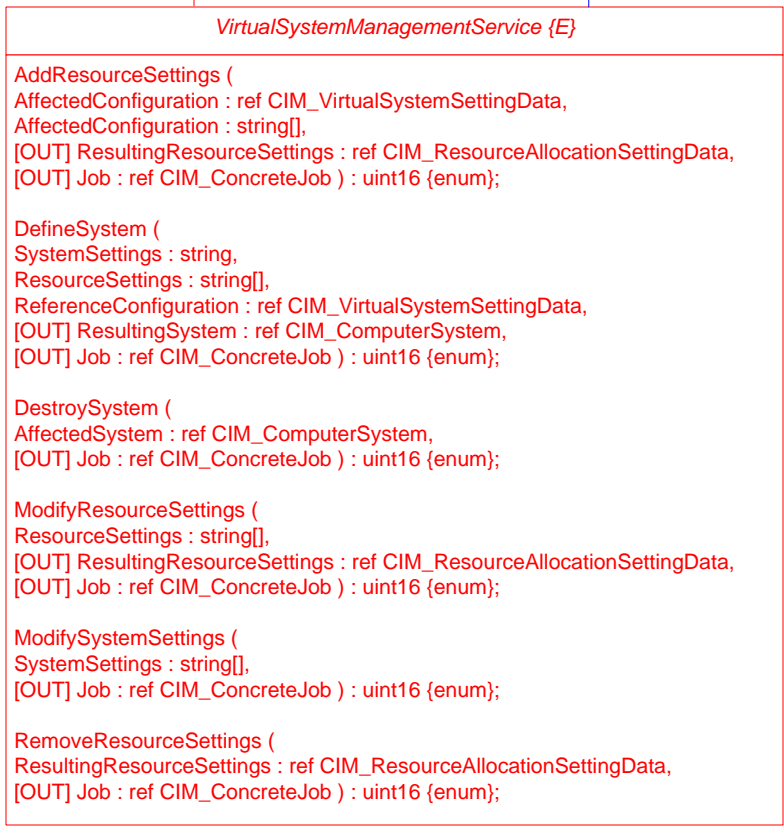 VirtualSystemManagementService {E}
AddResourceSettings (
AffectedConfiguration : ref CIM_VirtualSystemSettingData,
AffectedConfiguration : string[],
[OUT] ResultingResourceSettings : ref CIM_ResourceAllocationSettingData,
[OUT] Job : ref CIM_ConcreteJob ) : uint16 {enum};
DefineSystem (
SystemSettings : string,
ResourceSettings : string[],
ReferenceConfiguration : ref CIM_VirtualSystemSettingData,
[OUT] ResultingSystem : ref CIM_ComputerSystem,
[OUT] Job : ref CIM_ConcreteJob ) : uint16 {enum};
DestroySystem (
AffectedSystem : ref CIM_ComputerSystem,
[OUT] Job : ref CIM_ConcreteJob ) : uint16 {enum};
ModifyResourceSettings (
ResourceSettings : string[],
[OUT] ResultingResourceSettings : ref CIM_ResourceAllocationSettingData,
[OUT] Job : ref CIM_ConcreteJob ) : uint16 {enum};
ModifySystemSettings (
SystemSettings : string[],
[OUT] Job : ref CIM_ConcreteJob ) : uint16 {enum};
RemoveResourceSettings (
ResultingResourceSettings : ref CIM_ResourceAllocationSettingData,
[OUT] Job : ref CIM_ConcreteJob ) : uint16 {enum};